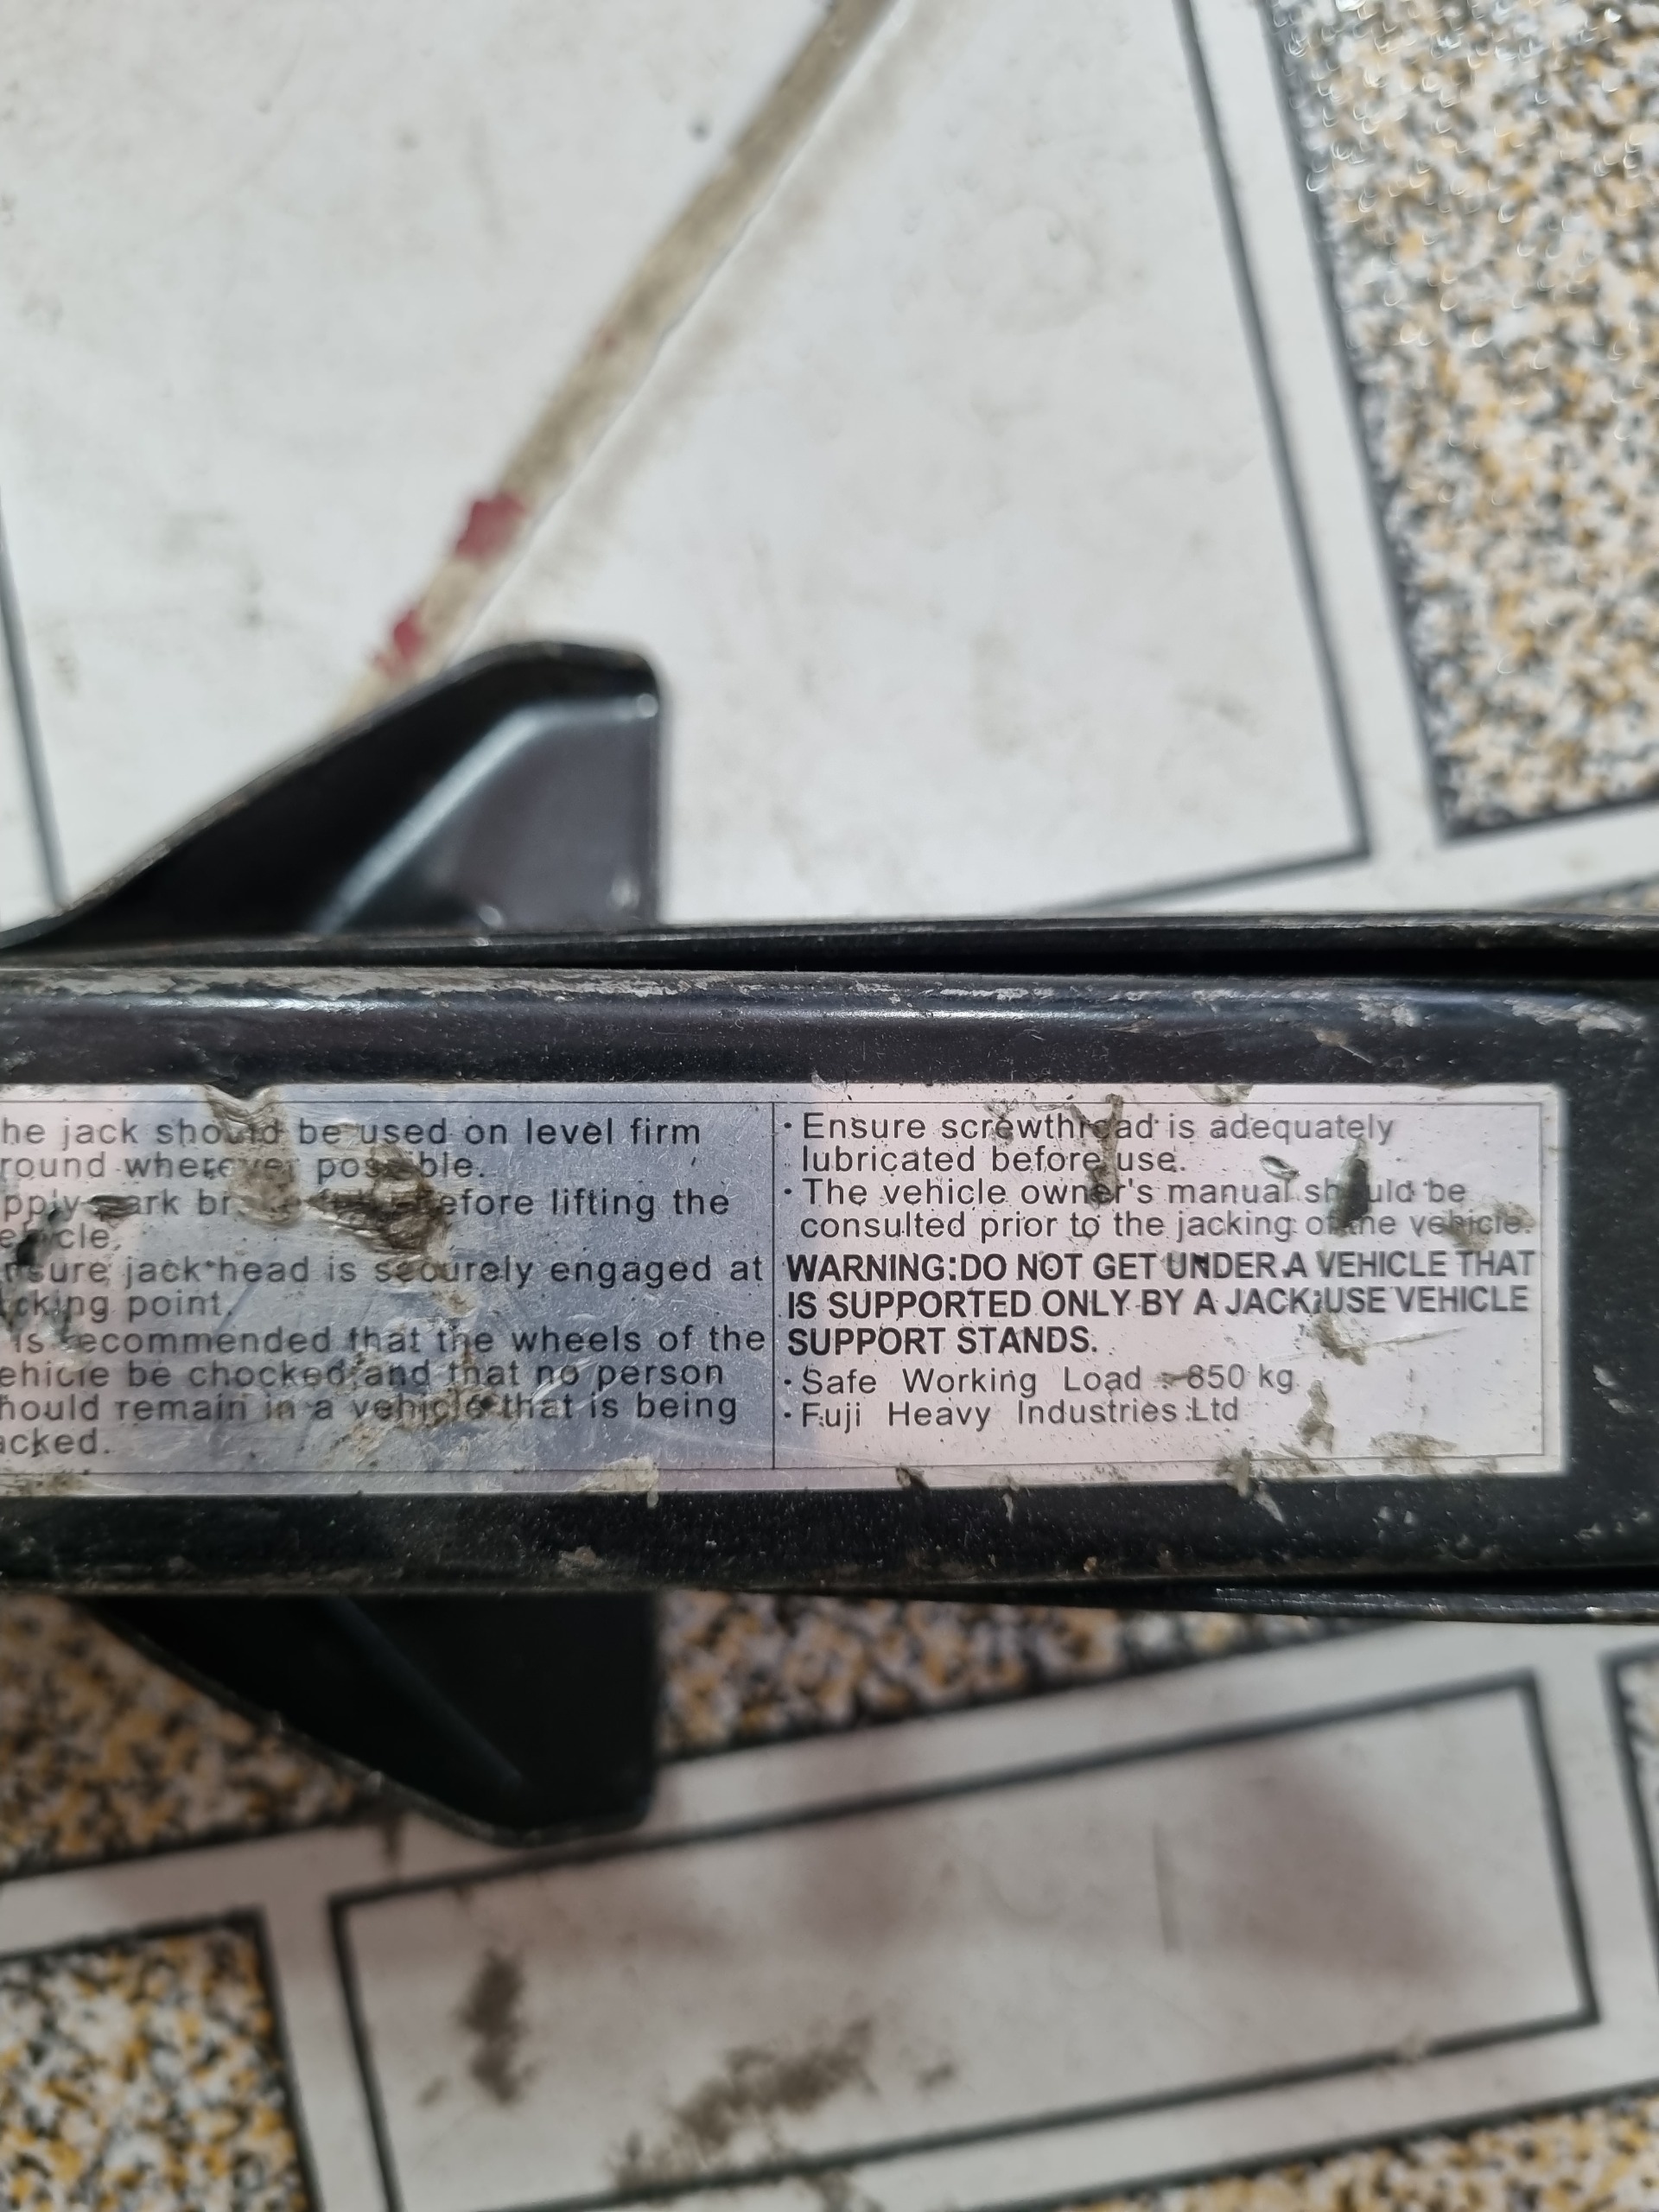 he jack should be used on level firm
round wherever possible.
pply park br before lifting the
ehicle.
nsure jack head is securely engaged at
cking point.
is recommended that the wheels of the
ehicle be chocked and that no person
hould remain in a vehicle that is being
acked.
· Ensure screwthread is adequately
lubricated before use.
· The vehicle owner's manual should be
consulted prior to the jacking of the vehicle.
WARNING:DO NOT GET UNDER A VEHICLE THAT
IS SUPPORTED ONLY BY A JACK;USE VEHICLE
SUPPORT STANDS.
· Safe Working Load : 850 kg
· Fuji Heavy Industries Ltd